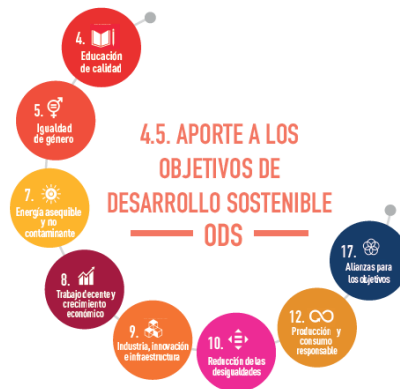 4.
Educación
de calidad
5.
Igualdad
de género
4.5. APORTE A LOS
OBJETIVOS DE
DESARROLLO SOSTENIBLE
ODS
7.
Energía asequible
y no
contaminante
8.
Trabajo decente y
crecimiento
económico
9.
Industria, innovación
e infraestructura
10.
Reducción de las
desigualdades
12.
Producción y
consumo
responsable
17.
Alianzas para
los objetivos